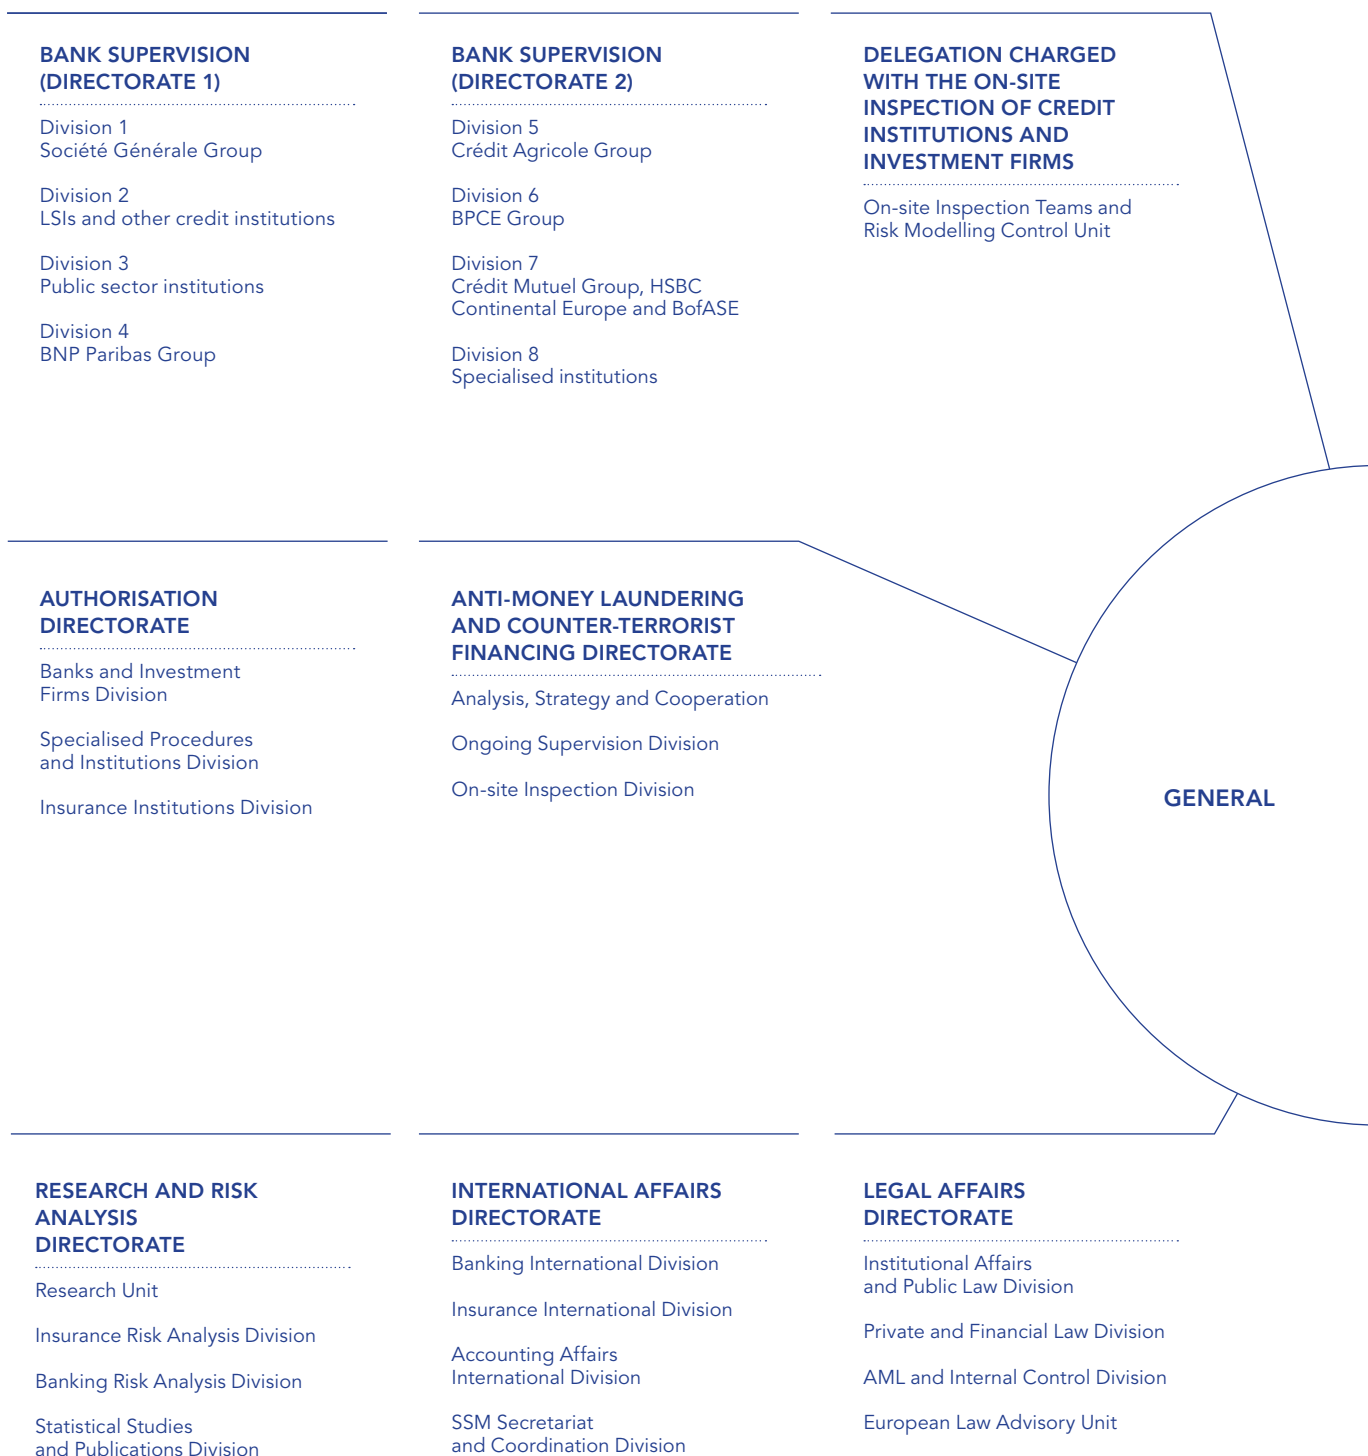 BANK SUPERVISION
(DIRECTORATE 1)
Division 1
Société Générale Group
Division 2
LSIs and other credit institutions
Division 3
Public sector institutions
Division 4
BNP Paribas Group
BANK SUPERVISION
(DIRECTORATE 2)
Division 5
Crédit Agricole Group
Division 6
BPCE Group
Division 7
Crédit Mutuel Group, HSBC
Continental Europe and BofASE
Division 8
Specialised institutions
DELEGATION CHARGED
WITH THE ON-SITE
INSPECTION OF CREDIT
INSTITUTIONS AND
INVESTMENT FIRMS
On-site Inspection Teams and
Risk Modelling Control Unit
AUTHORISATION
DIRECTORATE
Banks and Investment
Firms Division
Specialised Procedures
and Institutions Division
Insurance Institutions Division
ANTI-MONEY LAUNDERING
AND COUNTER-TERRORIST
FINANCING DIRECTORATE
Analysis, Strategy and Cooperation
Ongoing Supervision Division
On-site Inspection Division
GENERAL
RESEARCH AND RISK
ANALYSIS
DIRECTORATE
Research Unit
Insurance Risk Analysis Division
Banking Risk Analysis Division
Statistical Studies
and Publications Division
INTERNATIONAL AFFAIRS
DIRECTORATE
Banking International Division
Insurance International Division
Accounting Affairs
International Division
SSM Secretariat
and Coordination Division
LEGAL AFFAIRS
DIRECTORATE
Institutional Affairs
and Public Law Division
Private and Financial Law Division
AML and Internal Control Division
European Law Advisory Unit